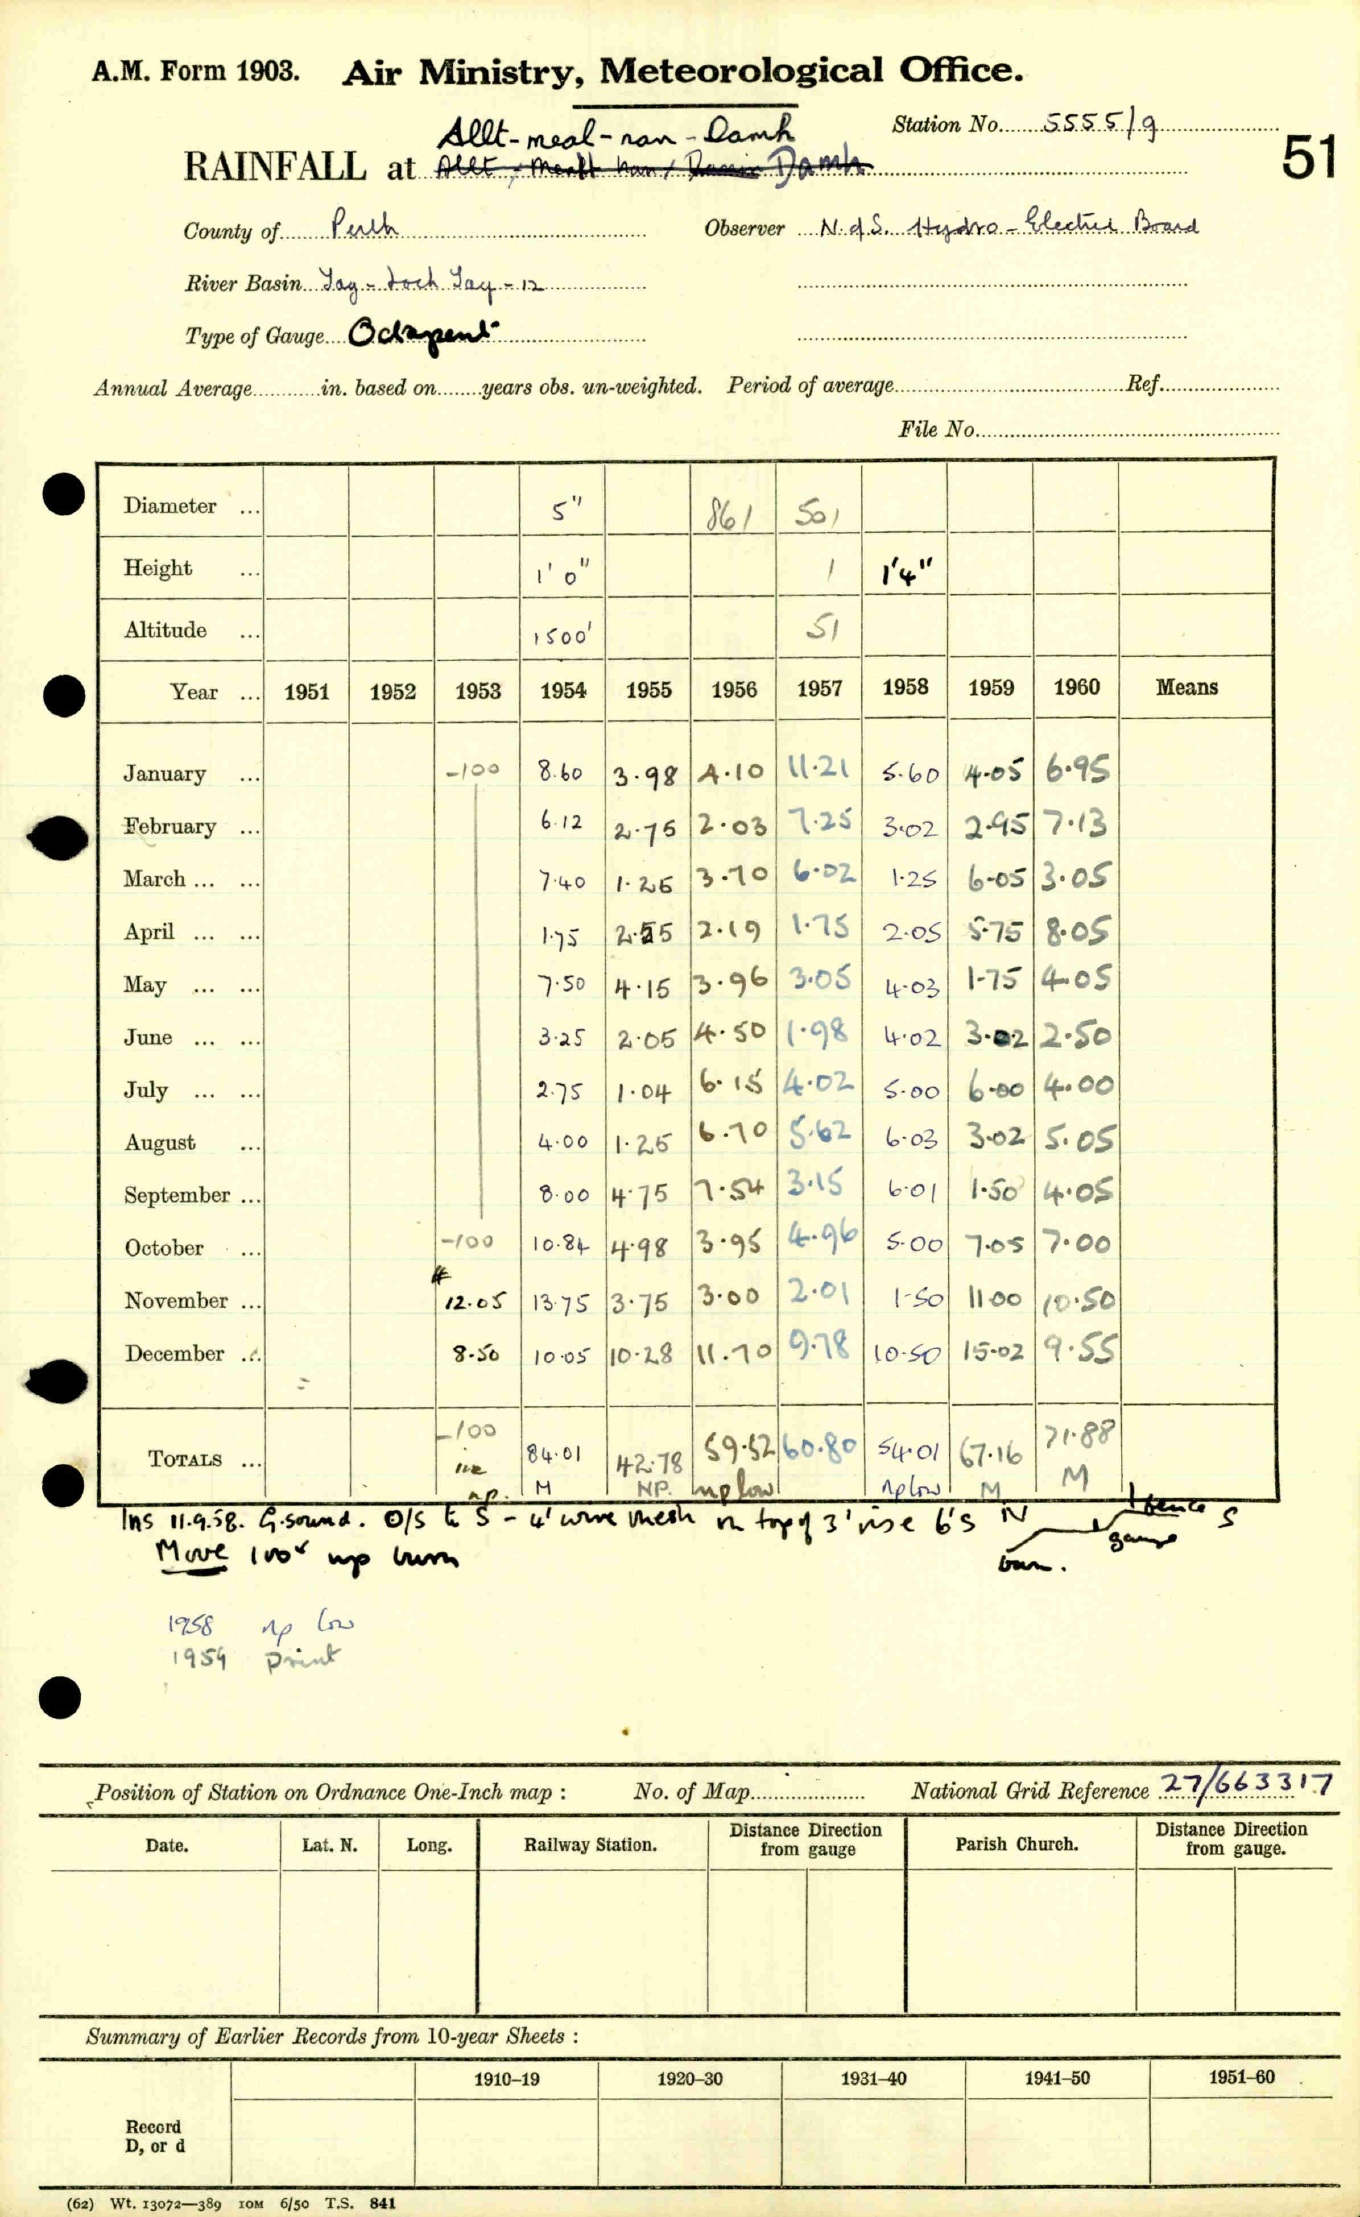 A.M. Form 1903. Air Ministry, Meteorological Office.
Station No. 5555/9
51
Allt-meal-nan-Damh
RAINFALL at Allt Damh
County of Perth Observer N. of S. Hydro-Electric Board
River Basin Tay - Loch Tay - 12
Type of Gauge Octapent
Annual Average in. based on years obs. un-weighted. Period of average Ref.
File No.
Diameter ... 5" 861 501
Height ... 1' 0" 1 1'4"
Altitude ... 1500' 51
Year ... 1951 1952 1953 1954 1955 1956 1957 1958 1959 1960 Means
January ... -100 8.60 3.98 4.10 11.21 5.60 4.05 6.95
February ... 6.12 2.75 2.03 7.25 3.02 2.95 7.13
March ... ... 7.40 1.25 3.70 6.02 1.25 6.05 3.05
April ... ... 1.75 2.55 2.19 1.75 2.05 5.75 8.05
May ... ... 7.50 4.15 3.96 3.05 4.03 1.75 4.05
June ... ... 3.25 2.05 4.50 1.98 4.02 3.02 2.50
July ... ... 2.75 1.04 6.15 4.02 5.00 6.00 4.00
August ... 4.00 1.25 6.70 5.62 6.03 3.02 5.05
September ... 8.00 4.75 7.54 3.15 6.01 1.50 4.05
October ... -100 10.84 4.98 3.95 4.96 5.00 7.05 7.00
November ... 12.05 13.75 3.75 3.00 2.01 1.50 11.00 10.50
December ... 8.50 10.05 10.28 11.70 9.78 10.50 15.02 9.55
TOTALS ... -100 84.01 42.78 59.52 60.80 54.01 67.16 71.88
np. M NP. np low np low M M
Ins 11.9.58. G. sound. O/S to S - 4' wire mesh on top of 3' rise 6'S N fence S
gauge
Move up burn burn.
1958 np low
1959 print
Position of Station on Ordnance One-Inch map : No. of Map National Grid Reference 27/663317
Date. Lat. N. Long. Railway Station. Distance Direction from gauge Parish Church. Distance Direction from gauge.
Summary of Earlier Records from 10-year Sheets :
1910–19 1920–30 1931–40 1941–50 1951–60
Record
D, or d
(62) Wt. 13072—389 10M 6/50 T.S. 841